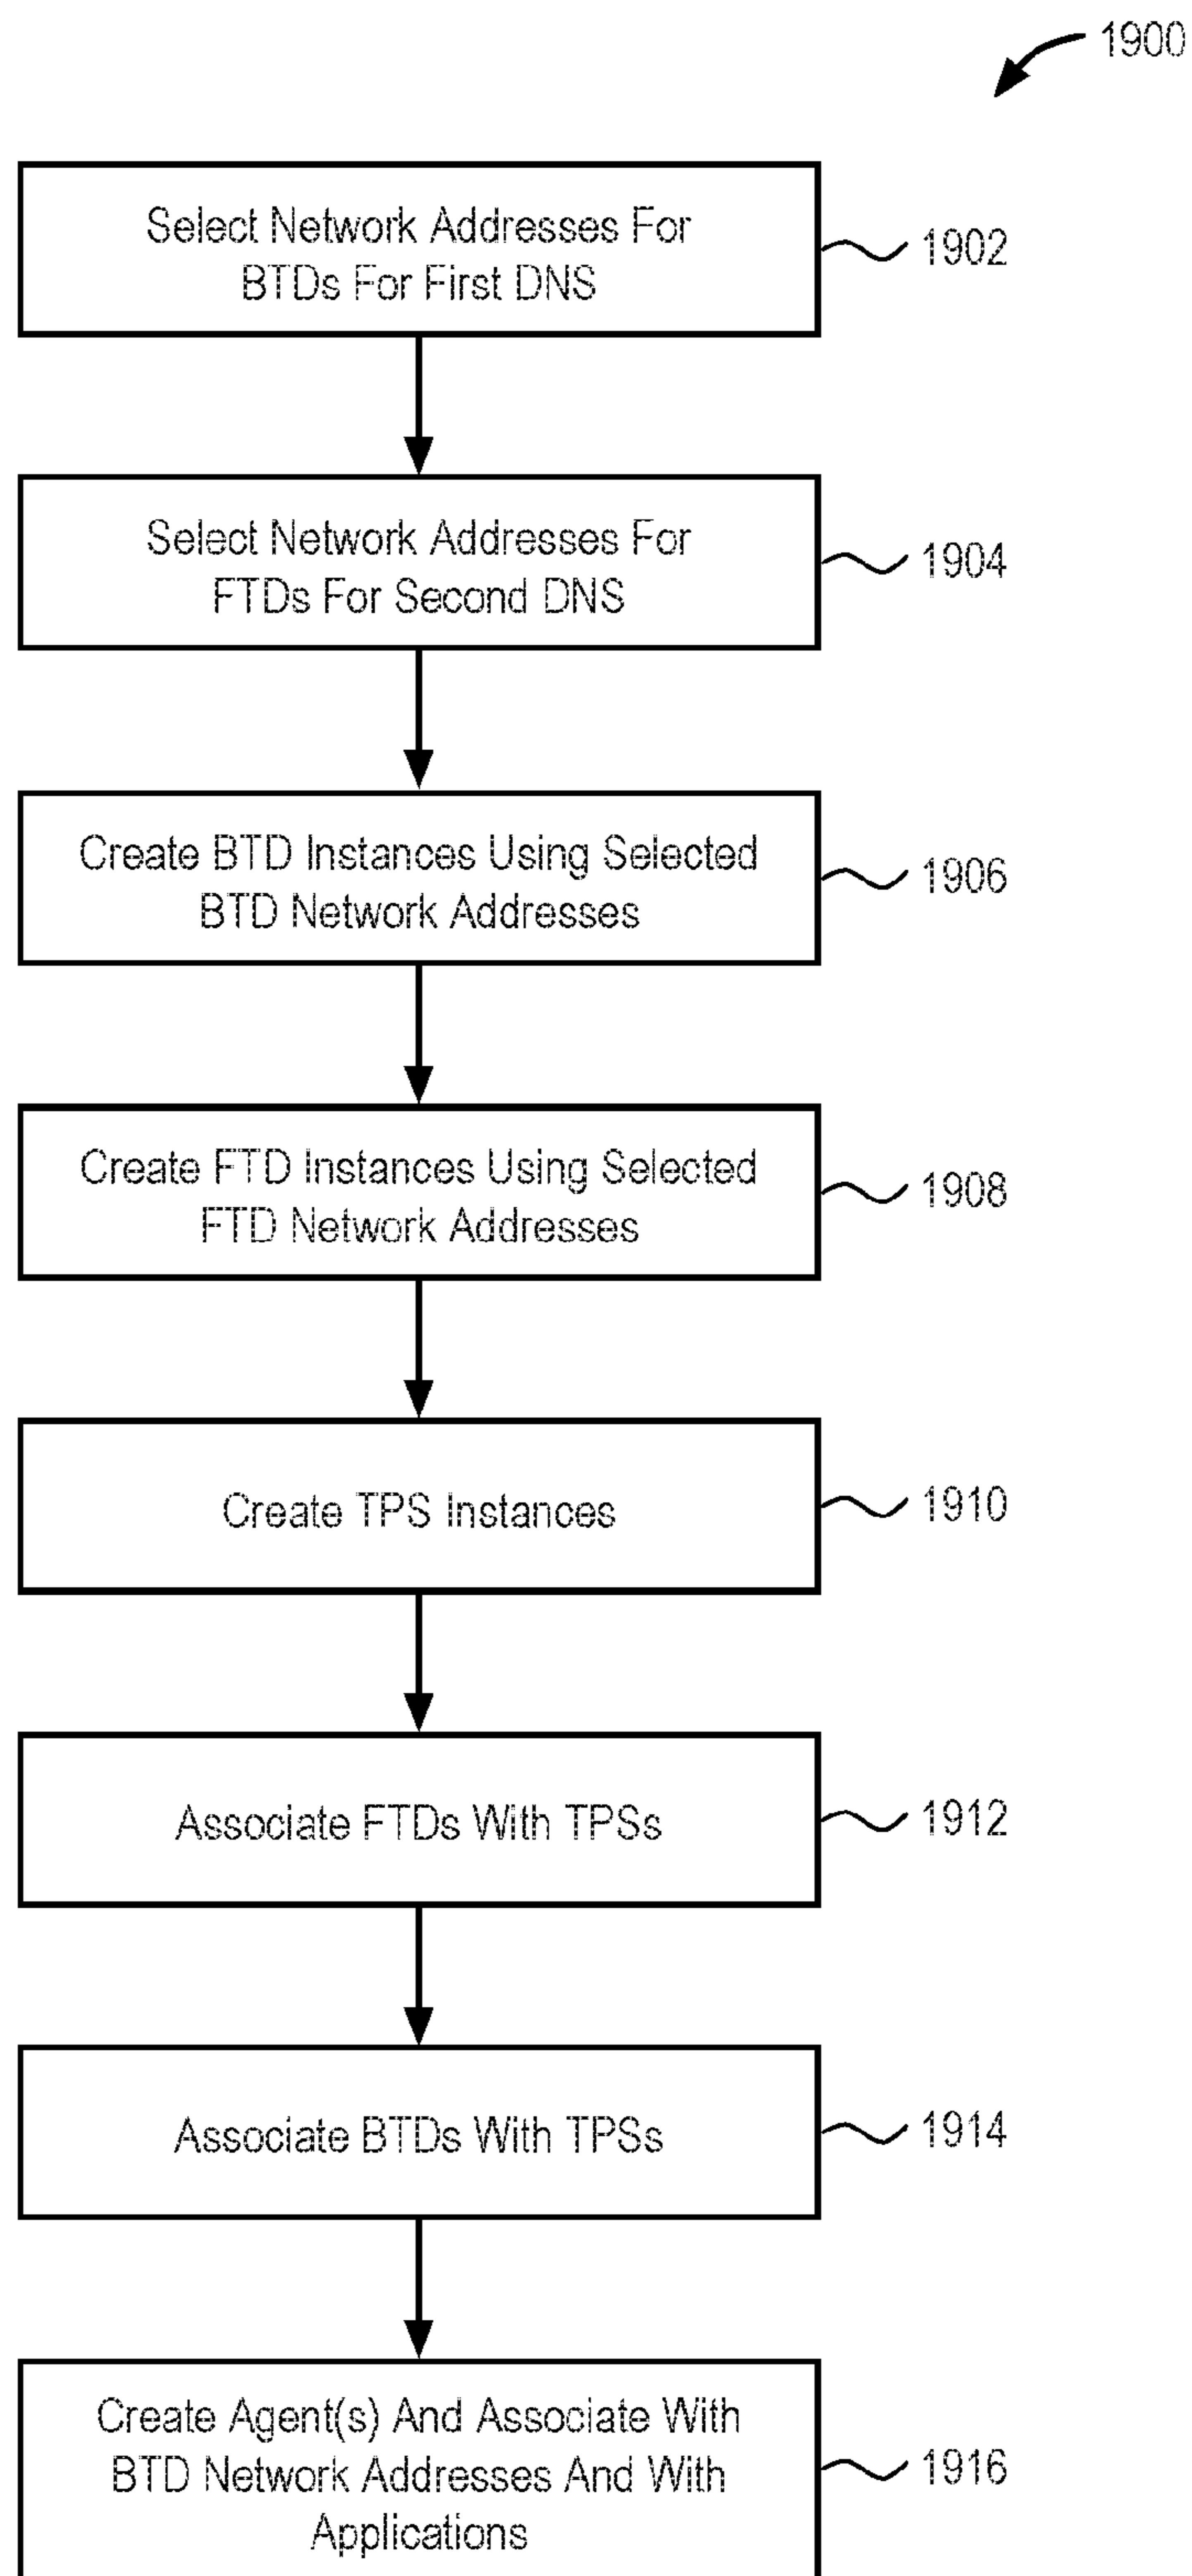 1900
Select Network Addresses For
BTDs For First DNS
1902
Select Network Addresses For
FTDs For Second DNS
1904
Create BTD Instances Using Selected
BTD Network Addresses
1906
Create FTD Instances Using Selected
FTD Network Addresses
1908
Create TPS Instances
1910
Associate FTDs With TPSs
1912
Associate BTDs With TPSs
1914
Create Agent(s) And Associate With
BTD Network Addresses And With
Applications
1916